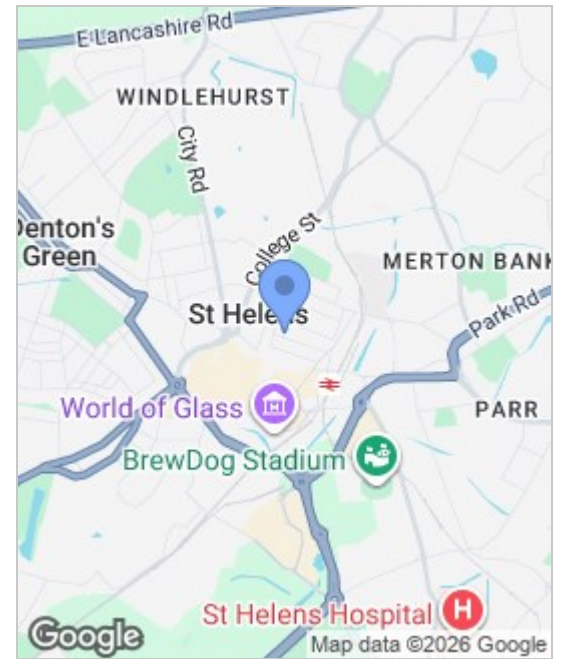 E Lancashire Rd
WINDLEHURST
City Rd
Denton's
Green
College St
MERTON BANK
St Helens
Park Rd
World of Glass
PARR
BrewDog Stadium
St Helens Hospital
H
Google
Map data ©2026 Google